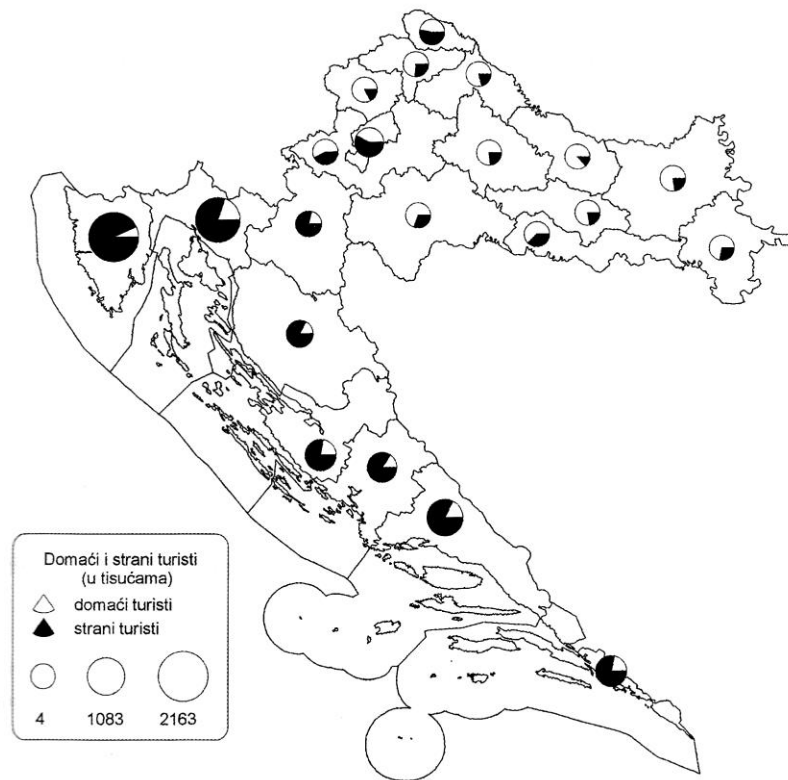 Domaći i strani turisti
(u tisućama)
domaći turisti
strani turisti
4 1083 2163